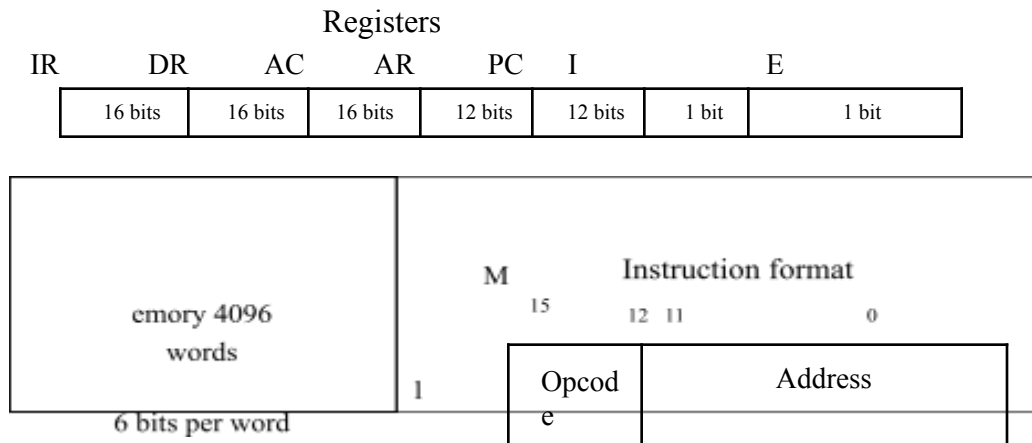 Registers
IR DR AC AR PC I E
16 bits 16 bits 16 bits 12 bits 12 bits 1 bit 1 bit
M
Instruction format
15 12 11 0
emory 4096
words
l
Opcod
e
Address
6 bits per word